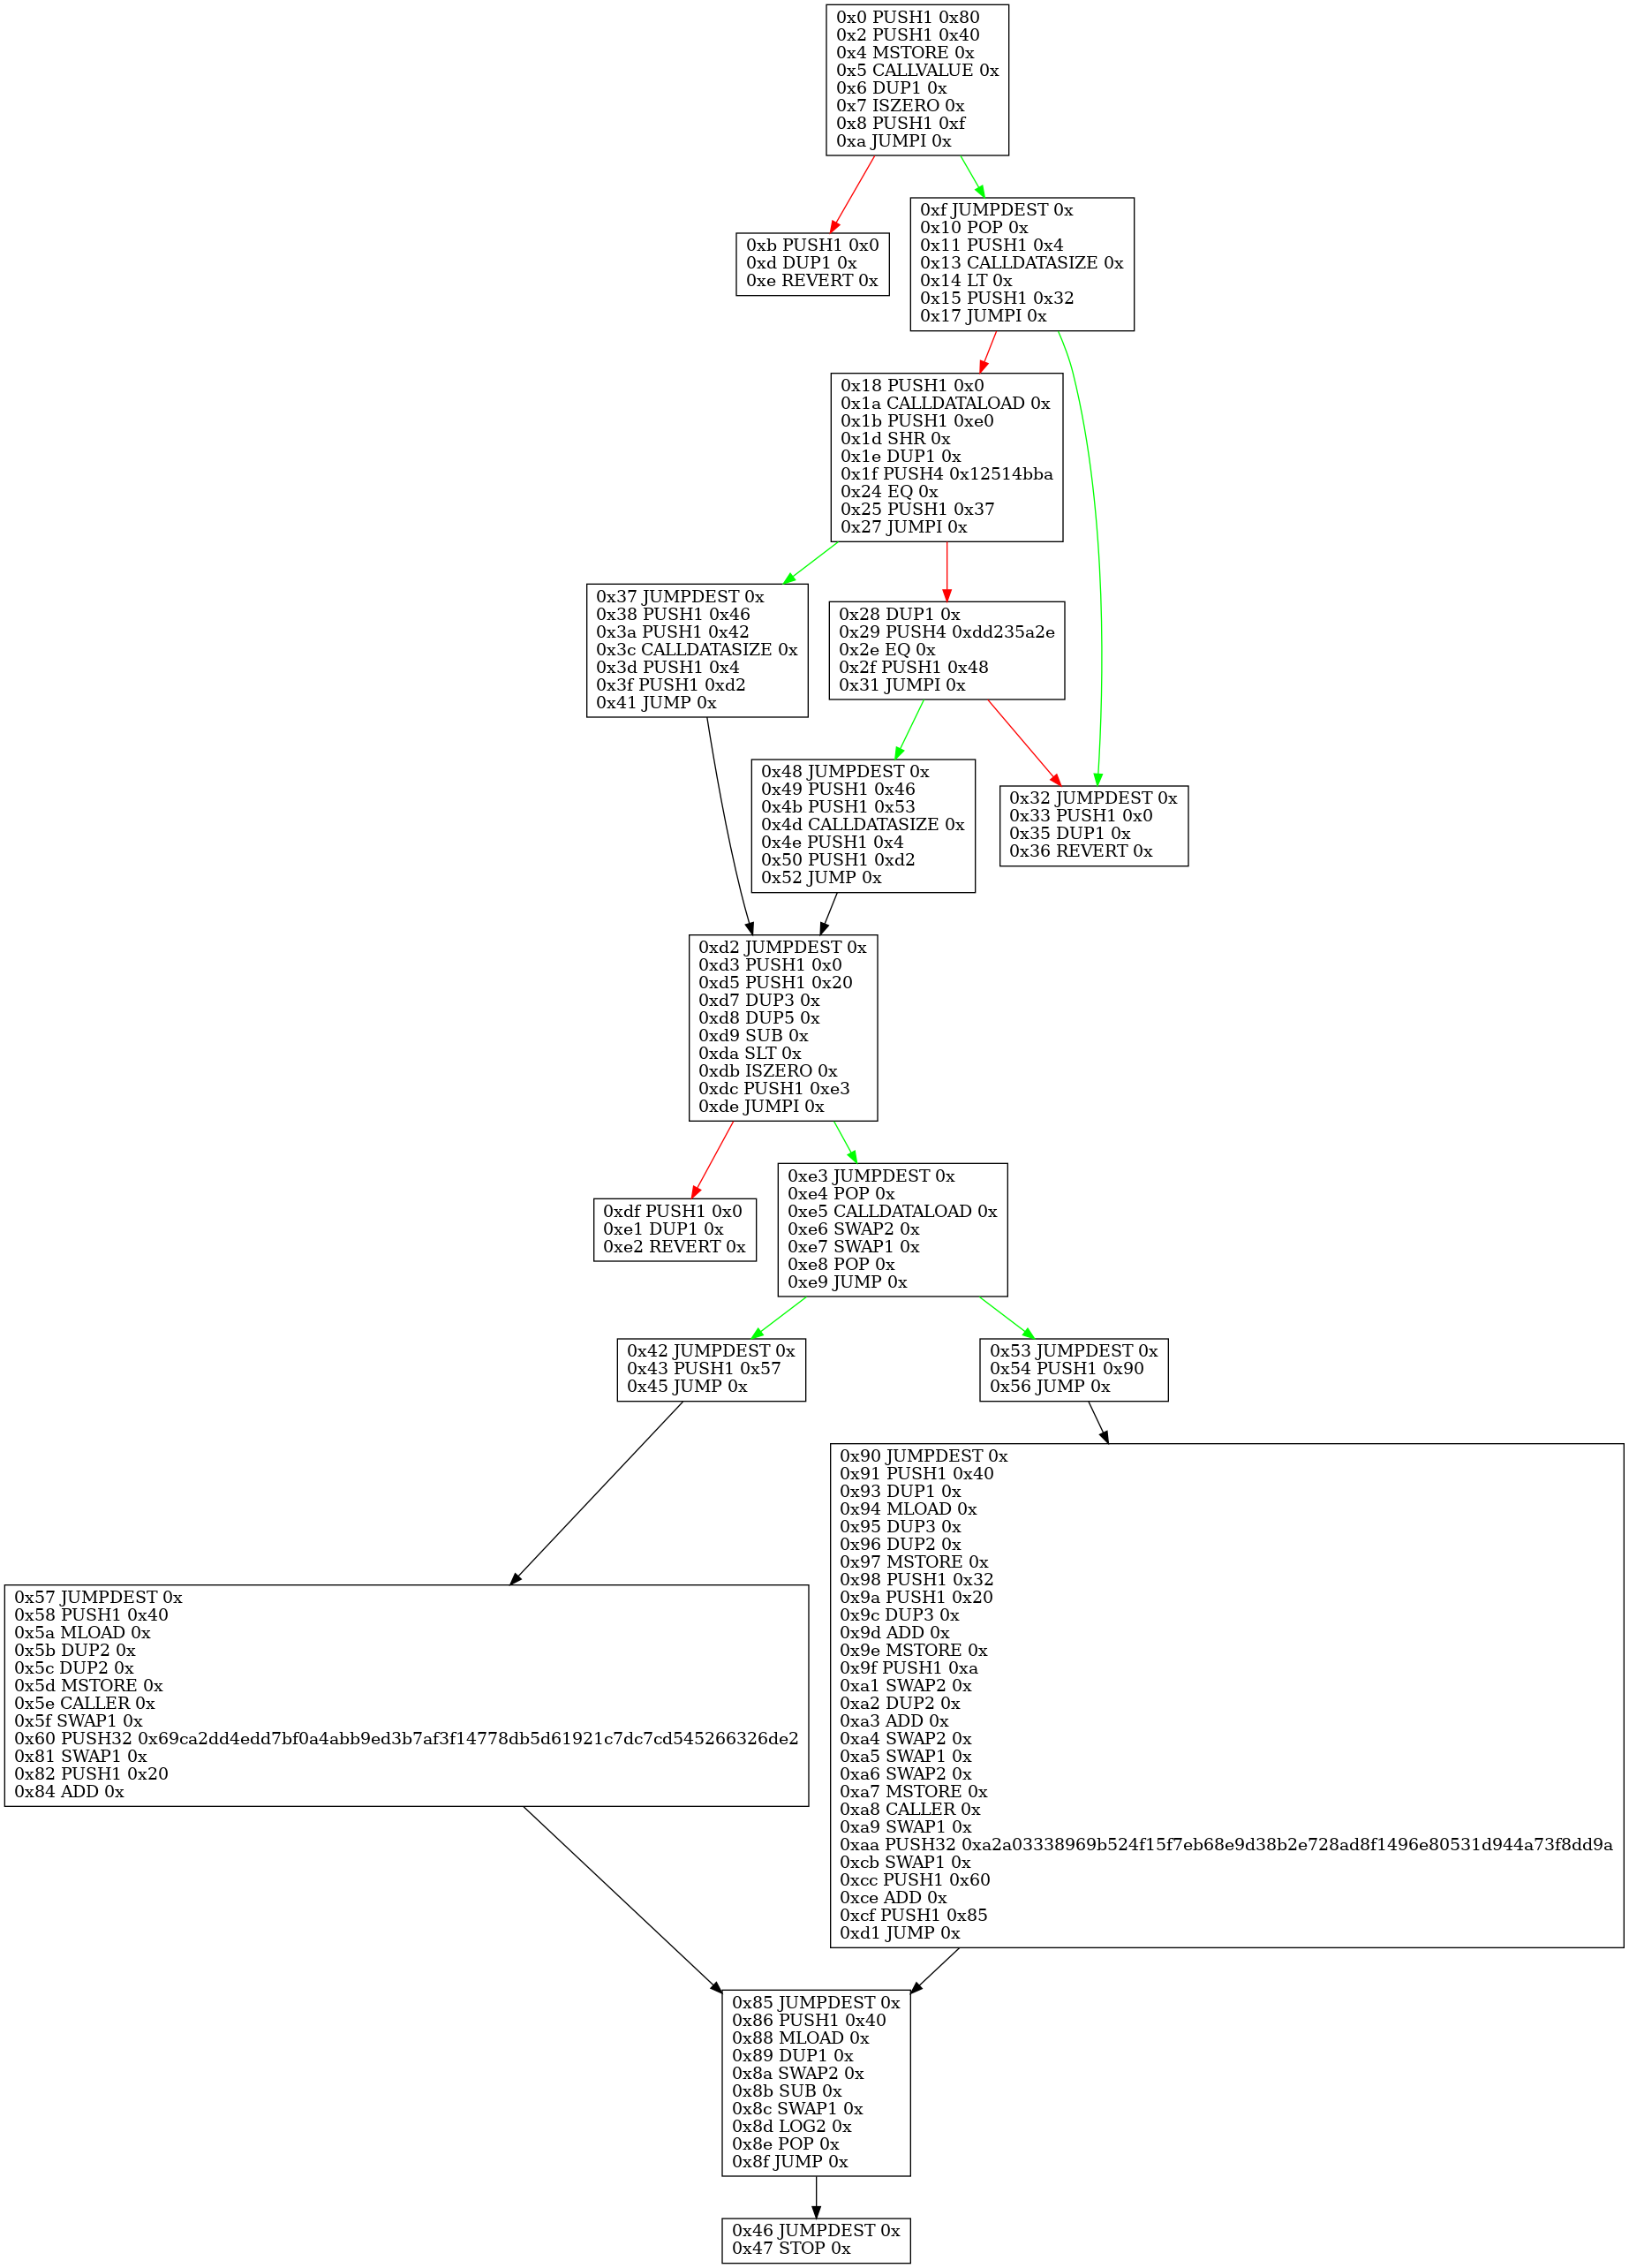 0x0 PUSH1 0x80
0x2 PUSH1 0x40
0x4 MSTORE 0x
0x5 CALLVALUE 0x
0x6 DUP1 0x
0x7 ISZERO 0x
0x8 PUSH1 0xf
0xa JUMPI 0x
0xb PUSH1 0x0
0xd DUP1 0x
0xe REVERT 0x
0xf JUMPDEST 0x
0x10 POP 0x
0x11 PUSH1 0x4
0x13 CALLDATASIZE 0x
0x14 LT 0x
0x15 PUSH1 0x32
0x17 JUMPI 0x
0x18 PUSH1 0x0
0x1a CALLDATALOAD 0x
0x1b PUSH1 0xe0
0x1d SHR 0x
0x1e DUP1 0x
0x1f PUSH4 0x12514bba
0x24 EQ 0x
0x25 PUSH1 0x37
0x27 JUMPI 0x
0x37 JUMPDEST 0x
0x38 PUSH1 0x46
0x3a PUSH1 0x42
0x3c CALLDATASIZE 0x
0x3d PUSH1 0x4
0x3f PUSH1 0xd2
0x41 JUMP 0x
0x28 DUP1 0x
0x29 PUSH4 0xdd235a2e
0x2e EQ 0x
0x2f PUSH1 0x48
0x31 JUMPI 0x
0x48 JUMPDEST 0x
0x49 PUSH1 0x46
0x4b PUSH1 0x53
0x4d CALLDATASIZE 0x
0x4e PUSH1 0x4
0x50 PUSH1 0xd2
0x52 JUMP 0x
0x32 JUMPDEST 0x
0x33 PUSH1 0x0
0x35 DUP1 0x
0x36 REVERT 0x
0xd2 JUMPDEST 0x
0xd3 PUSH1 0x0
0xd5 PUSH1 0x20
0xd7 DUP3 0x
0xd8 DUP5 0x
0xd9 SUB 0x
0xda SLT 0x
0xdb ISZERO 0x
0xdc PUSH1 0xe3
0xde JUMPI 0x
0xdf PUSH1 0x0
0xe1 DUP1 0x
0xe2 REVERT 0x
0xe3 JUMPDEST 0x
0xe4 POP 0x
0xe5 CALLDATALOAD 0x
0xe6 SWAP2 0x
0xe7 SWAP1 0x
0xe8 POP 0x
0xe9 JUMP 0x
0x42 JUMPDEST 0x
0x43 PUSH1 0x57
0x45 JUMP 0x
0x53 JUMPDEST 0x
0x54 PUSH1 0x90
0x56 JUMP 0x
0x57 JUMPDEST 0x
0x58 PUSH1 0x40
0x5a MLOAD 0x
0x5b DUP2 0x
0x5c DUP2 0x
0x5d MSTORE 0x
0x5e CALLER 0x
0x5f SWAP1 0x
0x60 PUSH32 0x69ca2dd4edd7bf0a4abb9ed3b7af3f14778db5d61921c7dc7cd545266326de2
0x81 SWAP1 0x
0x82 PUSH1 0x20
0x84 ADD 0x
0x90 JUMPDEST 0x
0x91 PUSH1 0x40
0x93 DUP1 0x
0x94 MLOAD 0x
0x95 DUP3 0x
0x96 DUP2 0x
0x97 MSTORE 0x
0x98 PUSH1 0x32
0x9a PUSH1 0x20
0x9c DUP3 0x
0x9d ADD 0x
0x9e MSTORE 0x
0x9f PUSH1 0xa
0xa1 SWAP2 0x
0xa2 DUP2 0x
0xa3 ADD 0x
0xa4 SWAP2 0x
0xa5 SWAP1 0x
0xa6 SWAP2 0x
0xa7 MSTORE 0x
0xa8 CALLER 0x
0xa9 SWAP1 0x
0xaa PUSH32 0xa2a03338969b524f15f7eb68e9d38b2e728ad8f1496e80531d944a73f8dd9a
0xcb SWAP1 0x
0xcc PUSH1 0x60
0xce ADD 0x
0xcf PUSH1 0x85
0xd1 JUMP 0x
0x85 JUMPDEST 0x
0x86 PUSH1 0x40
0x88 MLOAD 0x
0x89 DUP1 0x
0x8a SWAP2 0x
0x8b SUB 0x
0x8c SWAP1 0x
0x8d LOG2 0x
0x8e POP 0x
0x8f JUMP 0x
0x46 JUMPDEST 0x
0x47 STOP 0x